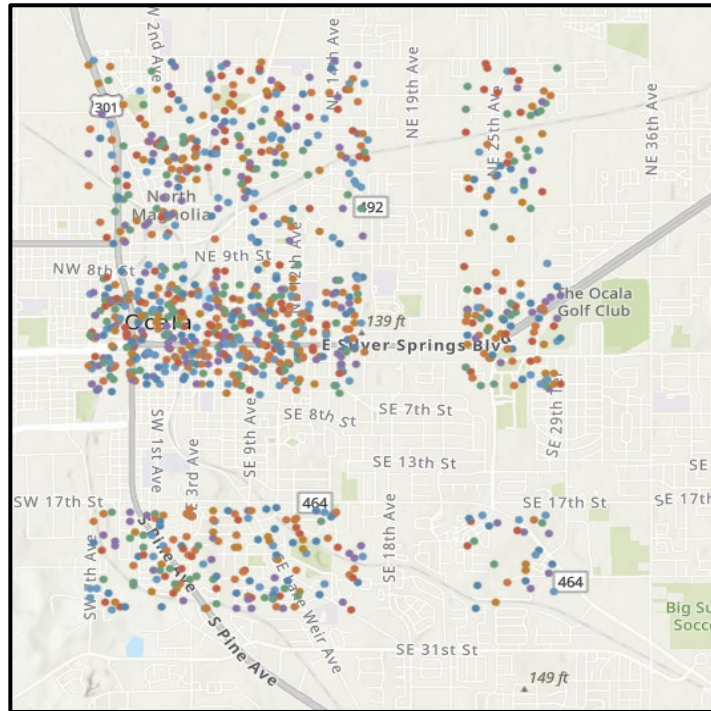 W 2nd Ave
NE 14th Ave
NE 19th Ave
NE 25th Ave
NE 36th Ave
301
North
Magnolia
492
NE 9th St
NW 8th St
12th Ave
139 ft
The Ocala
Golf Club
Ocala
E Silver Springs Blvd
SE 7th St
SE 8th St
SE 9th Ave
SW 1st Ave
E 3rd Ave
SE 13th St
SE 29th Ter
SE
SW 17th St
464
SE 17th St
SE 17th
SW 7th Ave
S Pine Ave
SE 18th Ave
SE Lake Weir Ave
464
Big Su
Socce
S Pine Ave
SE 31st St
149 ft